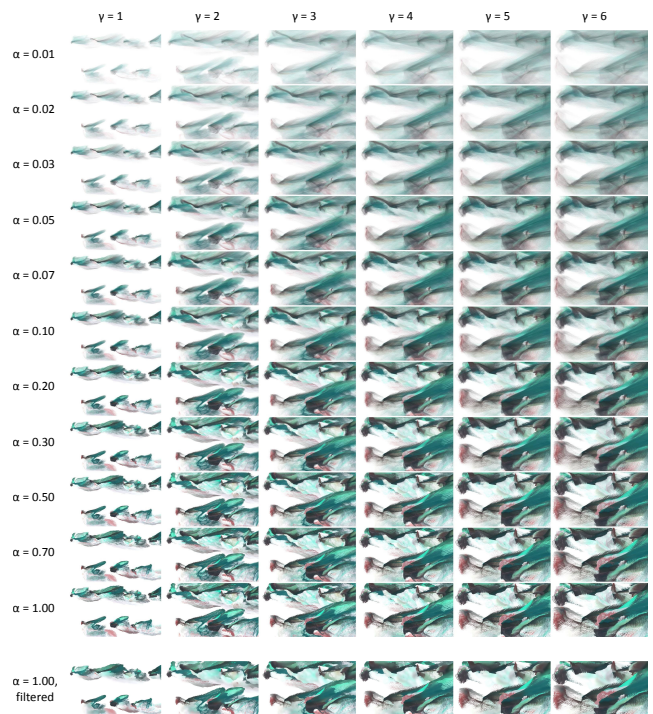 γ = 1 γ = 2 γ = 3 γ = 4 γ = 5 γ = 6
α = 0.01
α = 0.02
α = 0.03
α = 0.05
α = 0.07
α = 0.10
α = 0.20
α = 0.30
α = 0.50
α = 0.70
α = 1.00
α = 1.00,
filtered